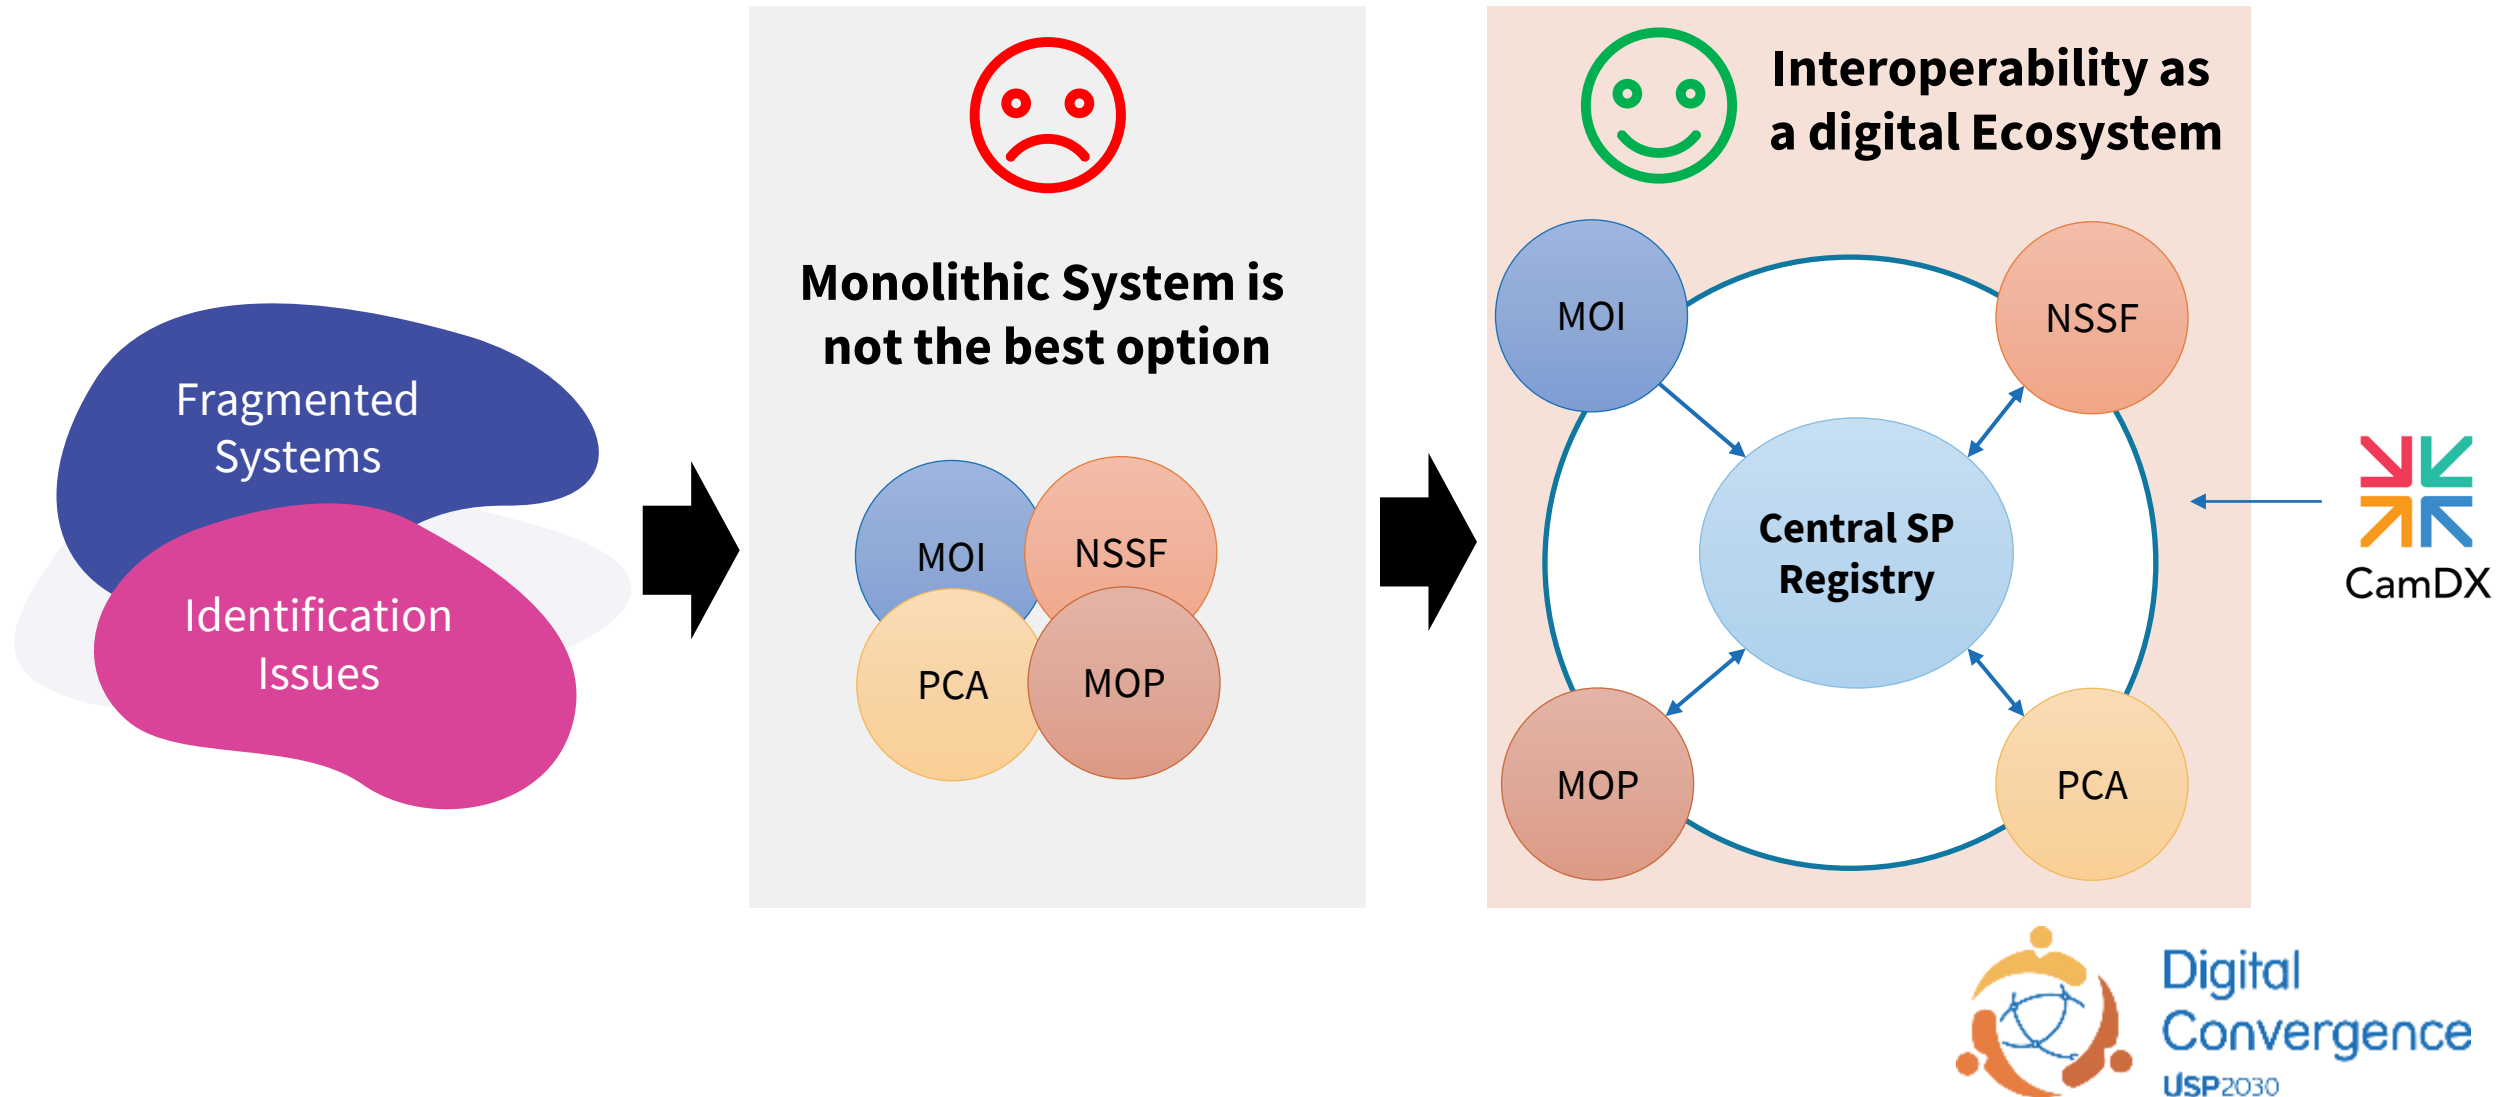 Fragmented
Systems
Identification
Issues
Monolithic System is
not the best option
MOI
NSSF
PCA
MOP
Interoperability as
a digital Ecosystem
MOI
NSSF
Central SP
Registry
MOP
PCA
CamDX
Digital
Convergence
USP2030